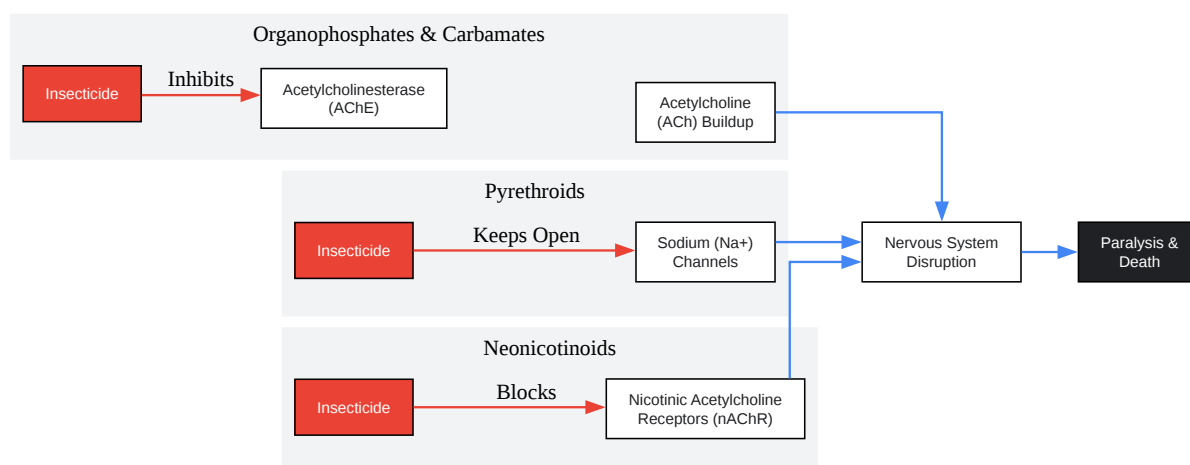 Organophosphates & Carbamates
Insecticide
Inhibits
Acetylcholinesterase
(AChE)
Acetylcholine
(ACh) Buildup
Pyrethroids
Insecticide
Keeps Open
Sodium (Na+)
Channels
Nervous System
Disruption
Paralysis &
Death
Neonicotinoids
Insecticide
Blocks
Nicotinic Acetylcholine
Receptors (nAChR)